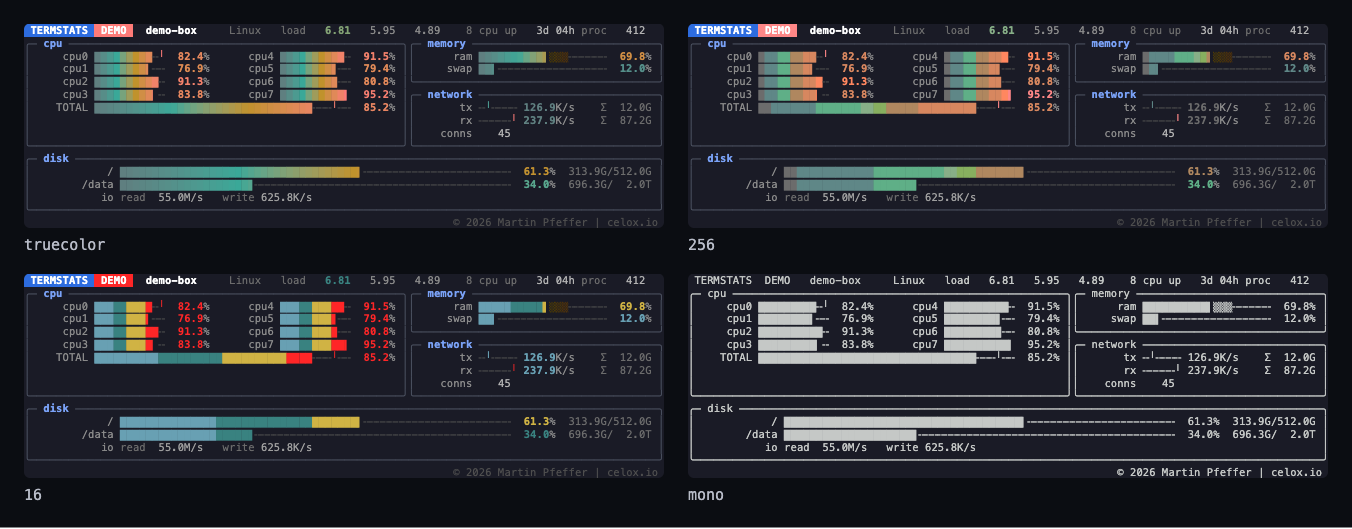 TERMSTATS DEMO demo-box Linux load 6.81 5.95 4.89 8 cpu up 3d 04h proc 412
cpu
cpu0 82.4% cpu4 91.5%
cpu1 76.9% cpu5 79.4%
cpu2 91.3% cpu6 80.8%
cpu3 83.8% cpu7 95.2%
TOTAL 85.2%
memory
ram 69.8%
swap 12.0%
network
tx 126.9K/s Σ 12.0G
rx 237.9K/s Σ 87.2G
conns 45
disk
/ 61.3% 313.9G/512.0G
/data 34.0% 696.3G/ 2.0T
io read 55.0M/s write 625.8K/s
© 2026 Martin Pfeffer | celox.io
truecolor
TERMSTATS DEMO demo-box Linux load 6.81 5.95 4.89 8 cpu up 3d 04h proc 412
cpu
cpu0 82.4% cpu4 91.5%
cpu1 76.9% cpu5 79.4%
cpu2 91.3% cpu6 80.8%
cpu3 83.8% cpu7 95.2%
TOTAL 85.2%
memory
ram 69.8%
swap 12.0%
network
tx 126.9K/s Σ 12.0G
rx 237.9K/s Σ 87.2G
conns 45
disk
/ 61.3% 313.9G/512.0G
/data 34.0% 696.3G/ 2.0T
io read 55.0M/s write 625.8K/s
© 2026 Martin Pfeffer | celox.io
256
TERMSTATS DEMO demo-box Linux load 6.81 5.95 4.89 8 cpu up 3d 04h proc 412
cpu
cpu0 82.4% cpu4 91.5%
cpu1 76.9% cpu5 79.4%
cpu2 91.3% cpu6 80.8%
cpu3 83.8% cpu7 95.2%
TOTAL 85.2%
memory
ram 69.8%
swap 12.0%
network
tx 126.9K/s Σ 12.0G
rx 237.9K/s Σ 87.2G
conns 45
disk
/ 61.3% 313.9G/512.0G
/data 34.0% 696.3G/ 2.0T
io read 55.0M/s write 625.8K/s
© 2026 Martin Pfeffer | celox.io
16
TERMSTATS DEMO demo-box Linux load 6.81 5.95 4.89 8 cpu up 3d 04h proc 412
cpu
cpu0 82.4% cpu4 91.5%
cpu1 76.9% cpu5 79.4%
cpu2 91.3% cpu6 80.8%
cpu3 83.8% cpu7 95.2%
TOTAL 85.2%
memory
ram 69.8%
swap 12.0%
network
tx 126.9K/s Σ 12.0G
rx 237.9K/s Σ 87.2G
conns 45
disk
/ 61.3% 313.9G/512.0G
/data 34.0% 696.3G/ 2.0T
io read 55.0M/s write 625.8K/s
© 2026 Martin Pfeffer | celox.io
mono